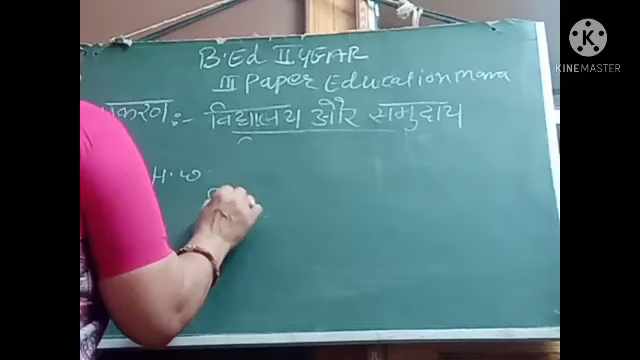 B.Ed II YEAR
III Paper Education mana
करण :- विद्यालय और समुदाय
H.W
KINEMASTER